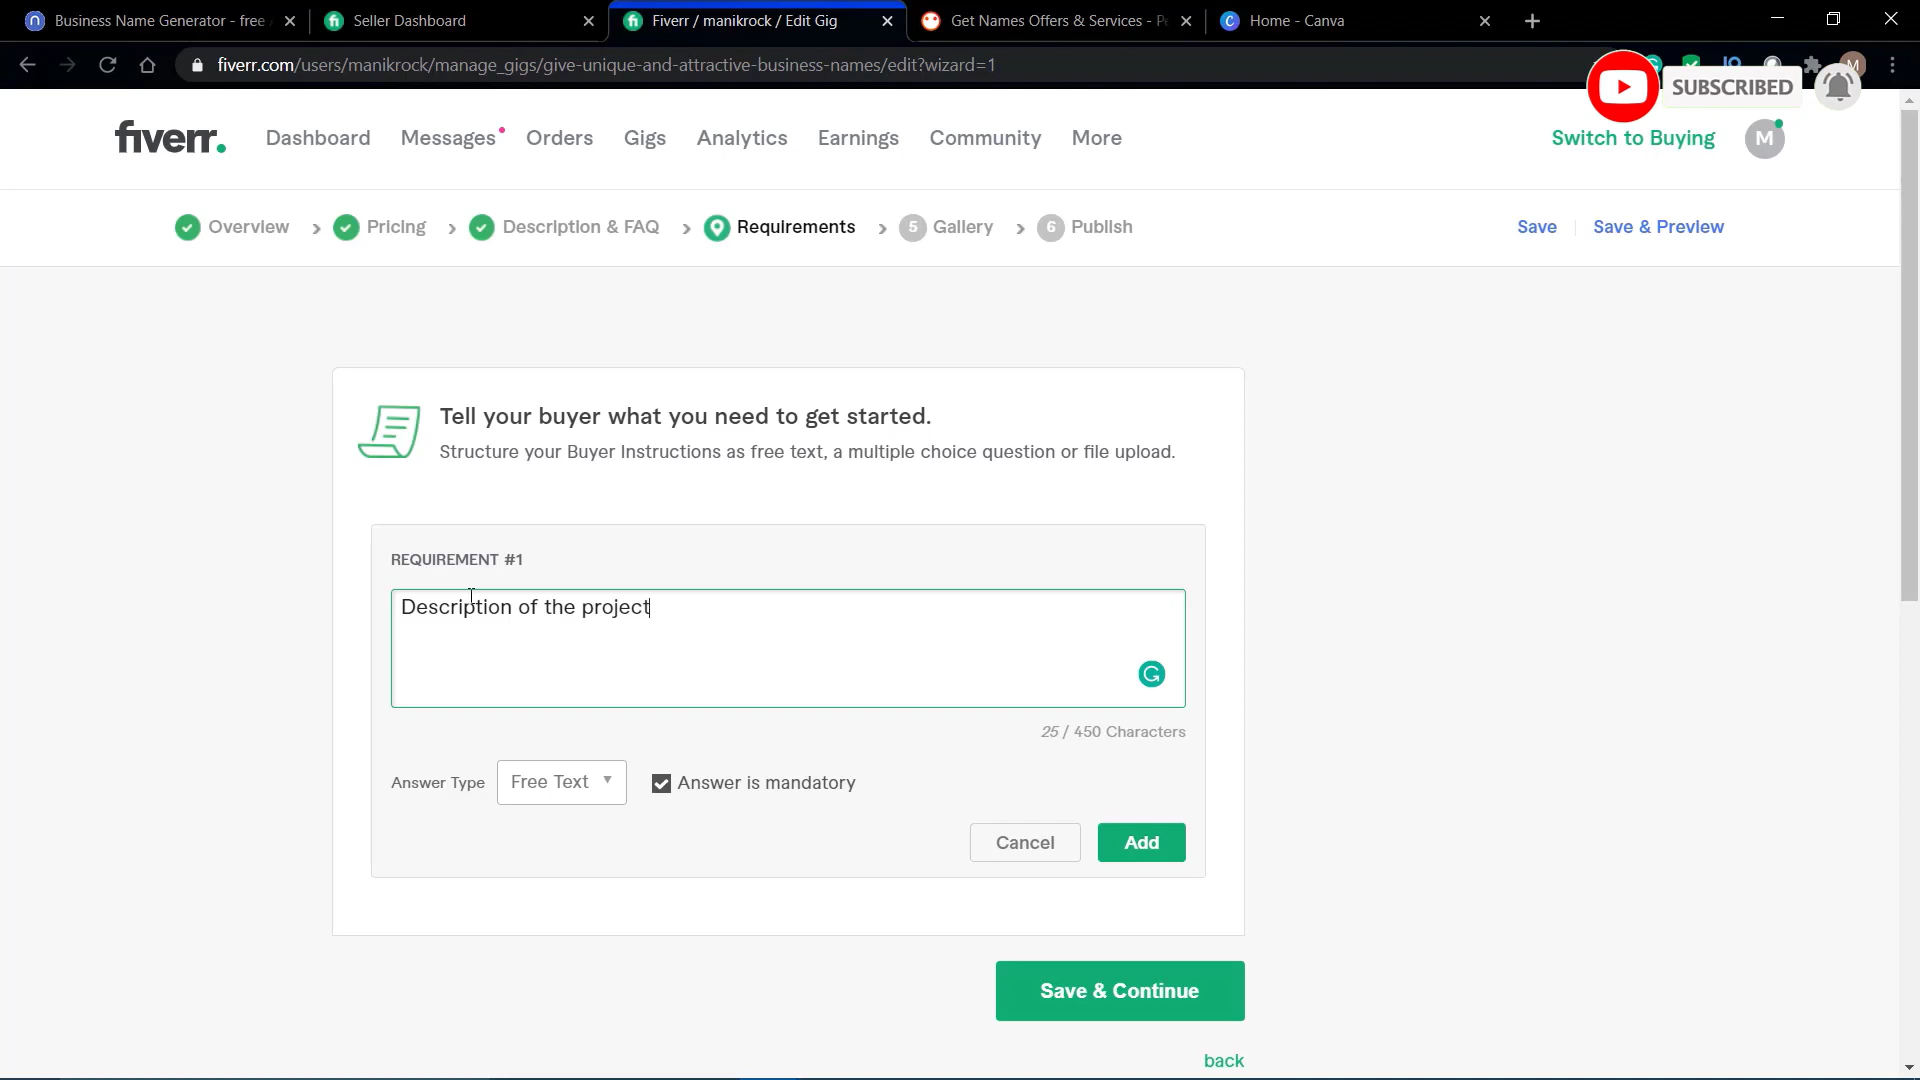 Business Name Generator - free
Seller Dashboard
Fiverr / manikrock / Edit Gig
Get Names Offers & Services - Pe
Home - Canva
fiverr.com/users/manikrock/manage_gigs/give-unique-and-attractive-business-names/edit?wizard=1
M
SUBSCRIBED
fiverr.
Dashboard
Messages
Orders
Gigs
Analytics
Earnings
Community
More
Switch to Buying
M
Overview
Pricing
Description & FAQ
Requirements
5 Gallery
6 Publish
Save
Save & Preview
Tell your buyer what you need to get started.
Structure your Buyer Instructions as free text, a multiple choice question or file upload.
REQUIREMENT #1
Description of the project
25 / 450 Characters
Answer Type
Free Text
Answer is mandatory
Cancel
Add
Save & Continue
back